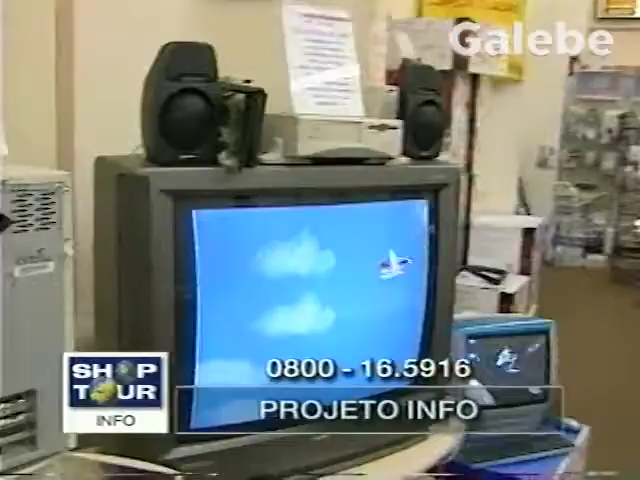 Galebe
0800 - 16.5916
SHOP
TOUR
INFO
PROJETO INFO